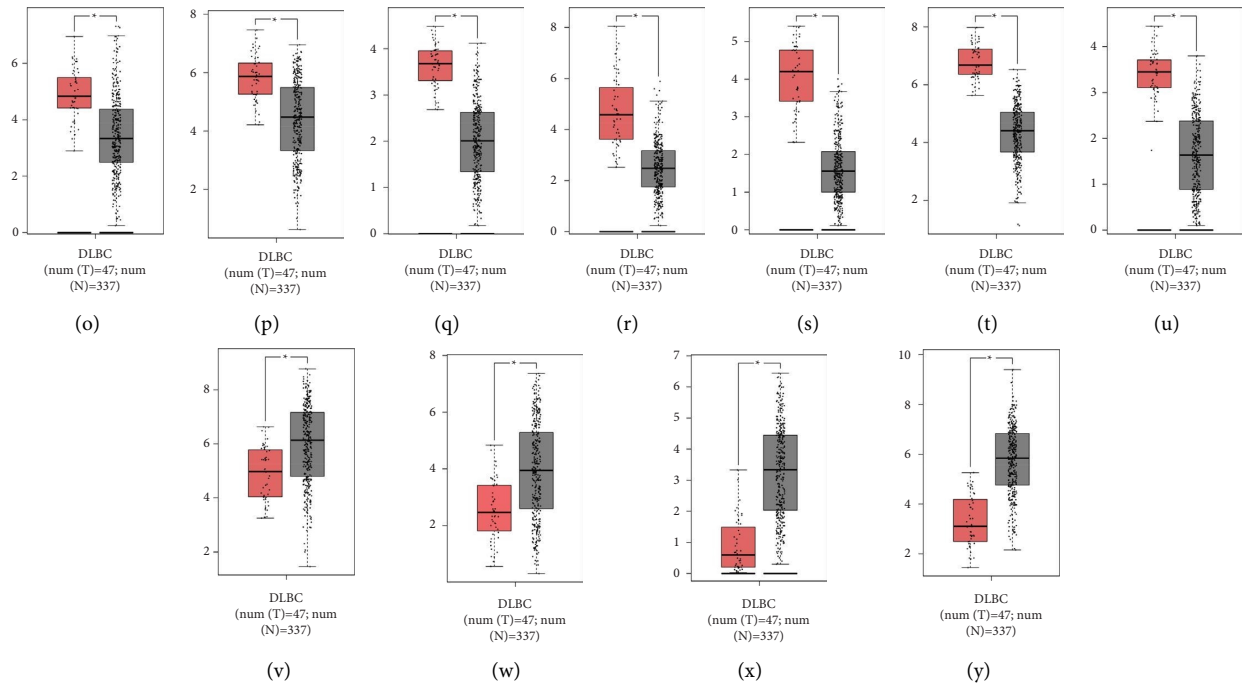 *
6
4
2
0
DLBC
(num (T)=47; num
(N)=337)
(o)
*
8
6
4
2
DLBC
(num (T)=47; num
(N)=337)
(p)
*
4
3
2
1
0
DLBC
(num (T)=47; num
(N)=337)
(q)
*
8
6
4
2
0
DLBC
(num (T)=47; num
(N)=337)
(r)
*
5
4
3
2
1
0
DLBC
(num (T)=47; num
(N)=337)
(s)
*
8
6
4
2
DLBC
(num (T)=47; num
(N)=337)
(t)
*
4
3
2
1
0
DLBC
(num (T)=47; num
(N)=337)
(u)
*
8
6
4
2
DLBC
(num (T)=47; num
(N)=337)
(v)
*
8
6
4
2
DLBC
(num (T)=47; num
(N)=337)
(w)
*
7
6
5
4
3
2
1
0
DLBC
(num (T)=47; num
(N)=337)
(x)
*
10
8
6
4
2
DLBC
(num (T)=47; num
(N)=337)
(y)